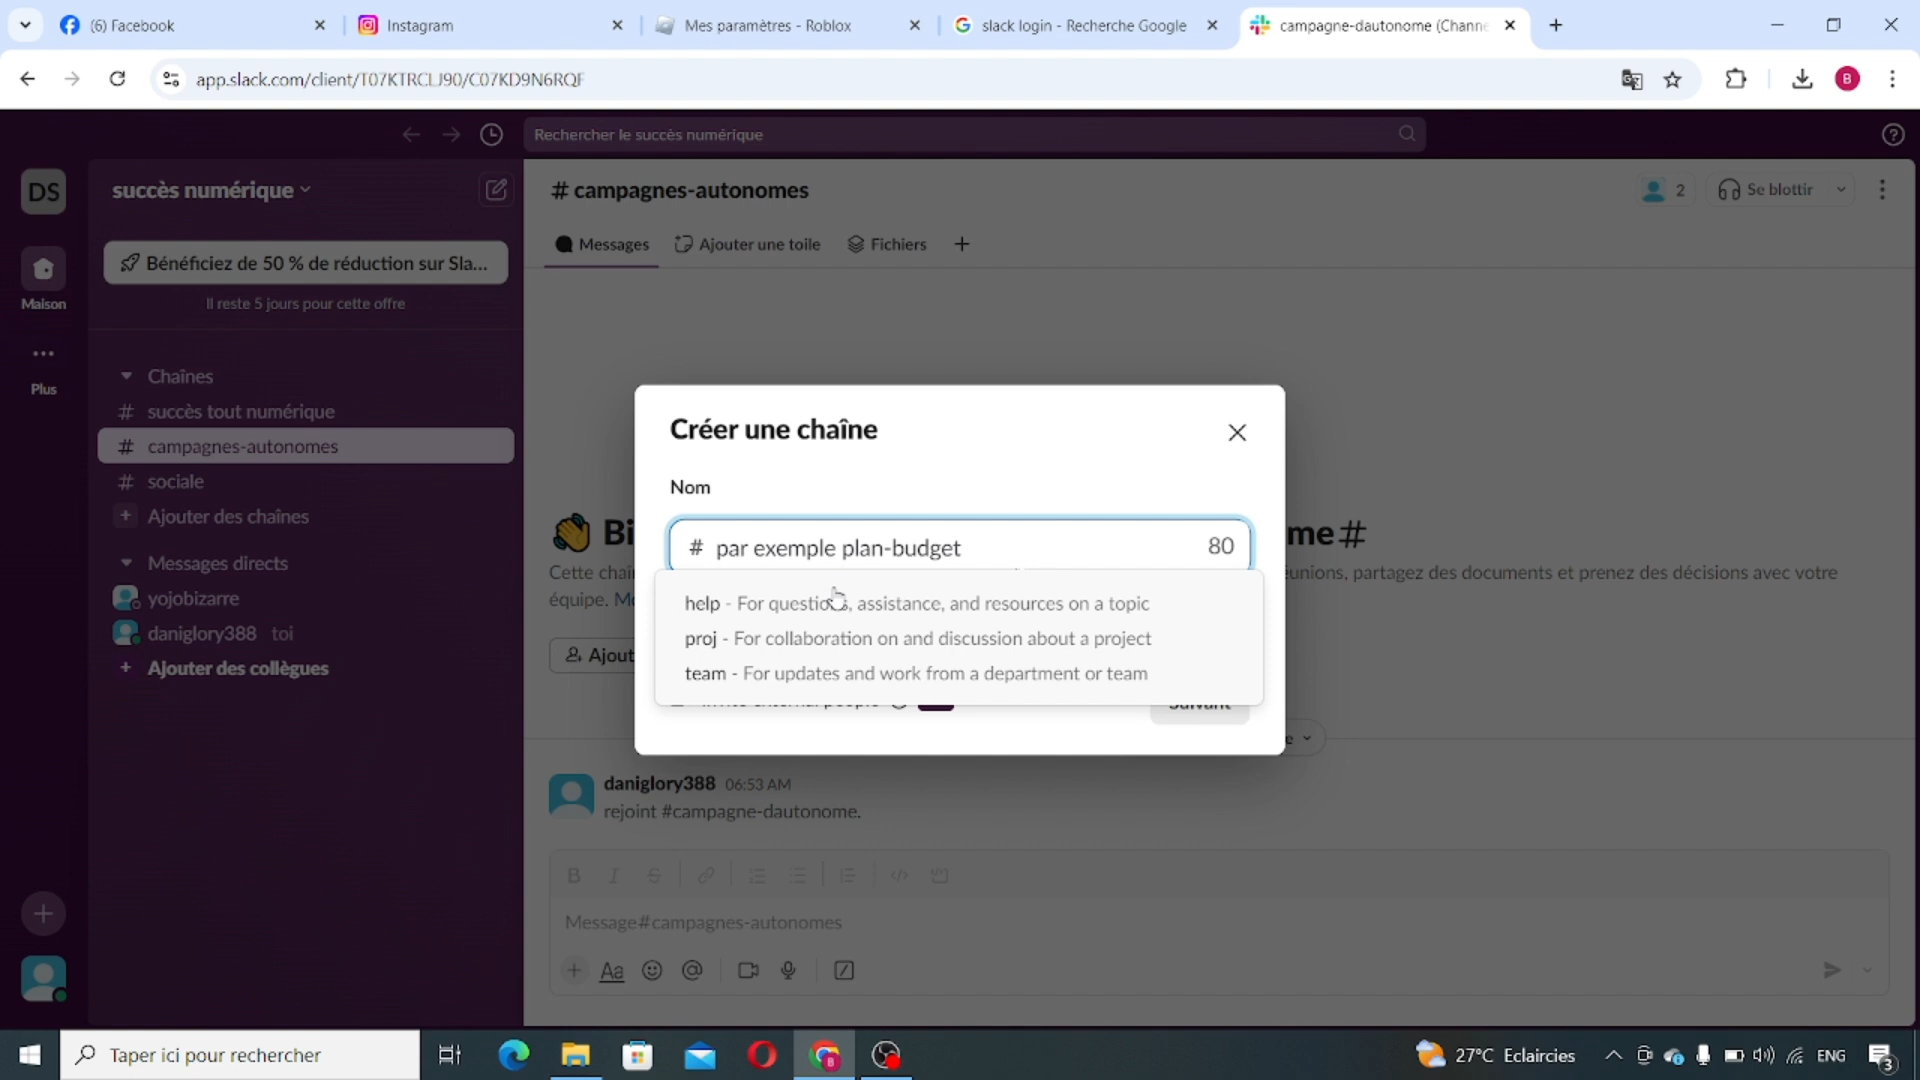 (6) Facebook
Instagram
Mes paramètres - Roblox
slack login - Recherche Google
campagne-dautonome (Channe
app.slack.com/client/T07KTRCLJ90/C07KD9N6RQF
B
Rechercher le succès numérique
DS
succès numérique
# campagnes-autonomes
2
Se blottir
Messages
Ajouter une toile
Fichiers
Bénéficiez de 50 % de réduction sur Sla...
Il reste 5 jours pour cette offre
Maison
Plus
Chaînes
# succès tout numérique
# campagnes-autonomes
# sociale
+ Ajouter des chaînes
Messages directs
yojobizarre
daniglory388 toi
+ Ajouter des collègues
Créer une chaîne
Nom
# par exemple plan-budget
80
help - For questions, assistance, and resources on a topic
proj - For collaboration on and discussion about a project
team - For updates and work from a department or team
Suivant
me #
Cette
éunions, partagez des documents et prenez des décisions avec votre
équipe.
Ajout
daniglory388 06:53 AM
rejoint #campagne-dautonome.
B I S
Message#campagnes-autonomes
Aa
Taper ici pour rechercher
27°C Eclaircies
ENG
3